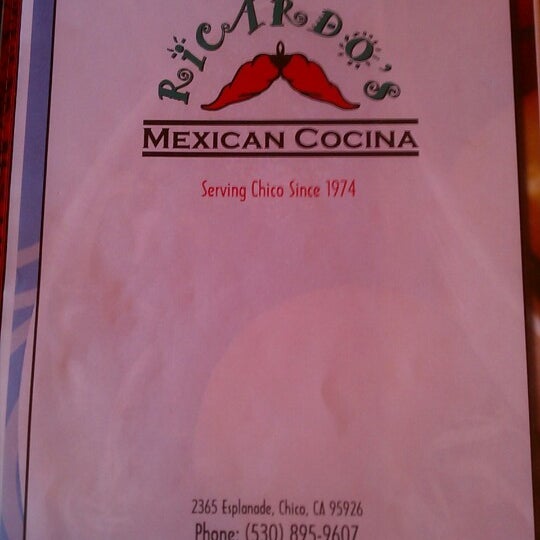 RiCARDO'S
MEXICAN COCINA
Serving Chico Since 1974
2365 Esplanade, Chico, CA 95926
Phone: (530) 895-9607